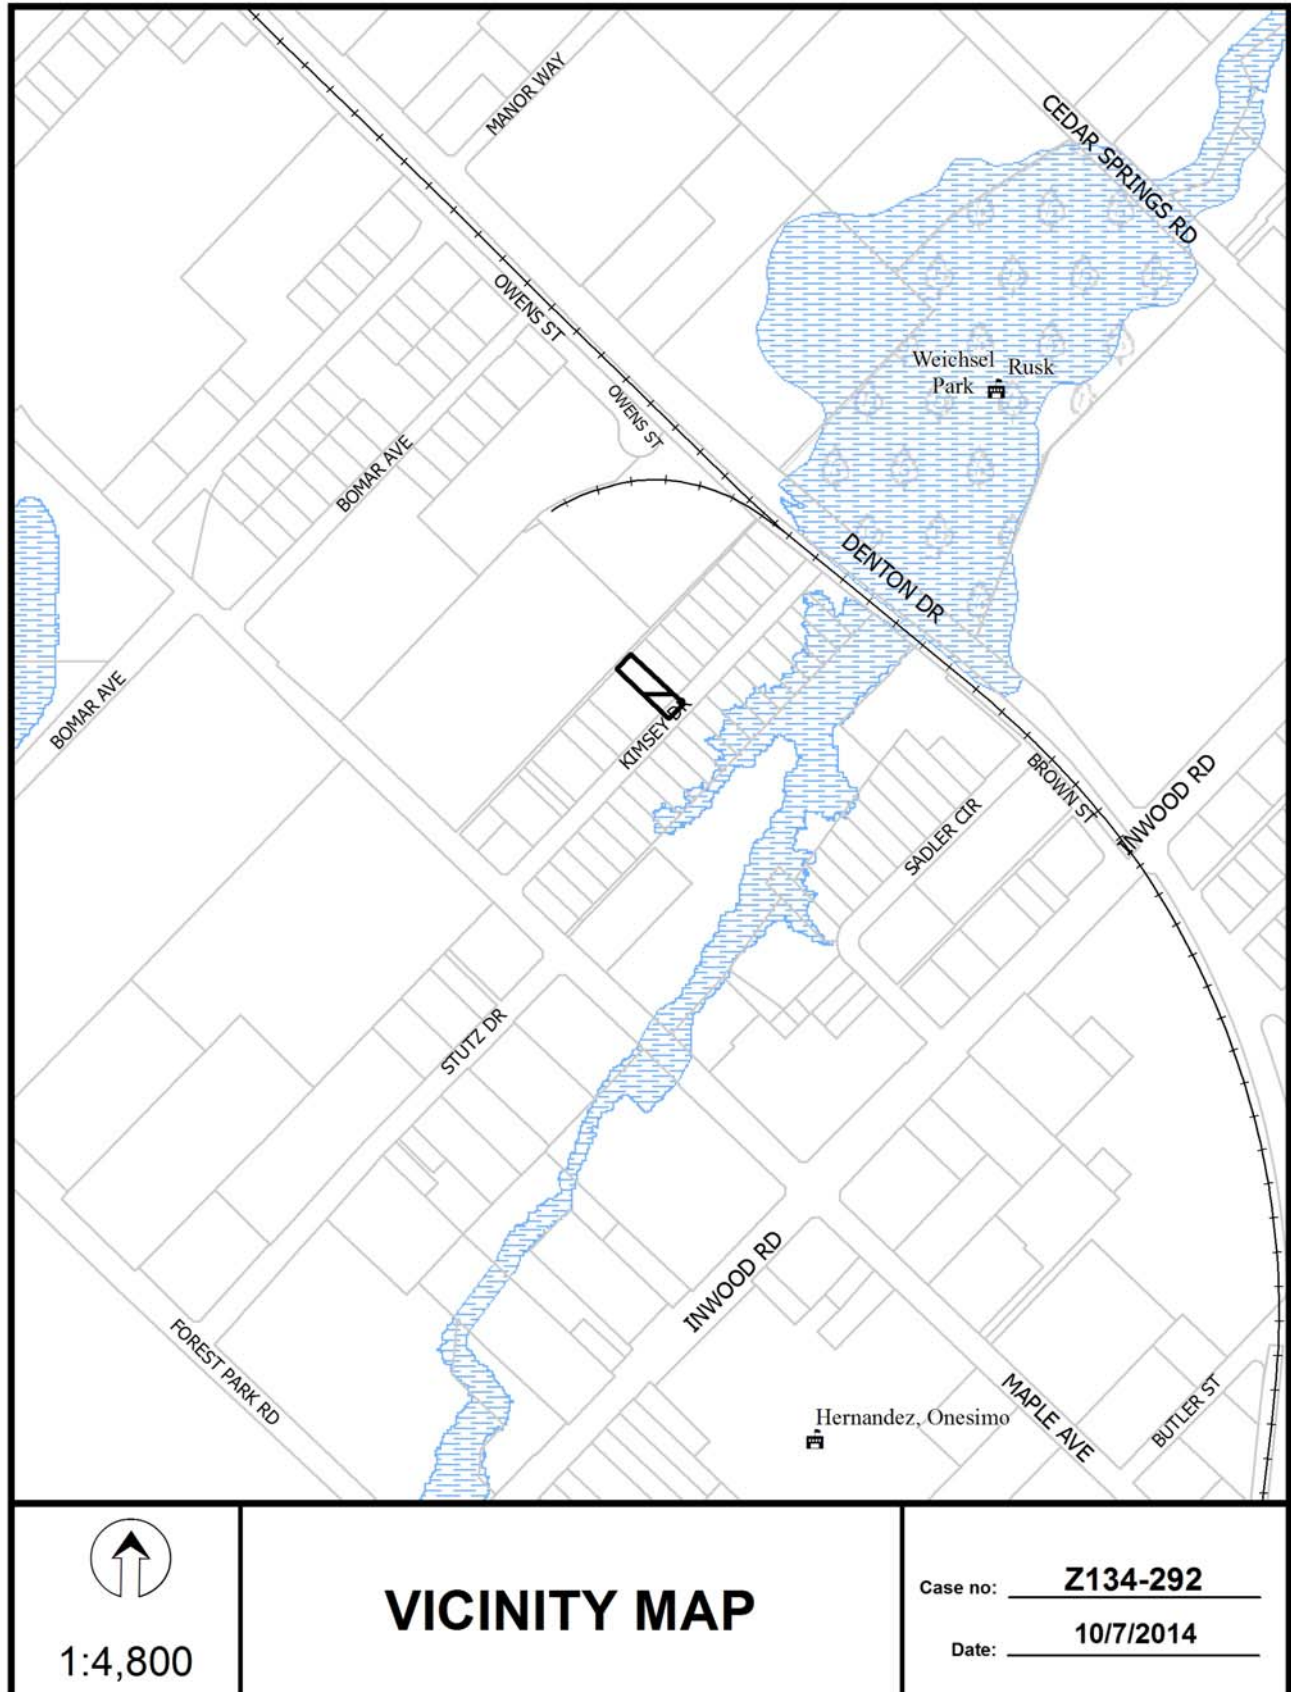 MANOR WAY
CEDAR SPRINGS RD
OWENS ST
Weichsel Rusk
Park
OWENS ST
BOMAR AVE
DENTON DR
BOMAR AVE
KIMSEY DR
BROWN ST
INWOOD RD
SADLER CIR
STUTZ DR
INWOOD RD
FOREST PARK RD
MAPLE AVE
BUTLER ST
Hernandez, Onesimo
1:4,800
VICINITY MAP
Case no: Z134-292
Date: 10/7/2014